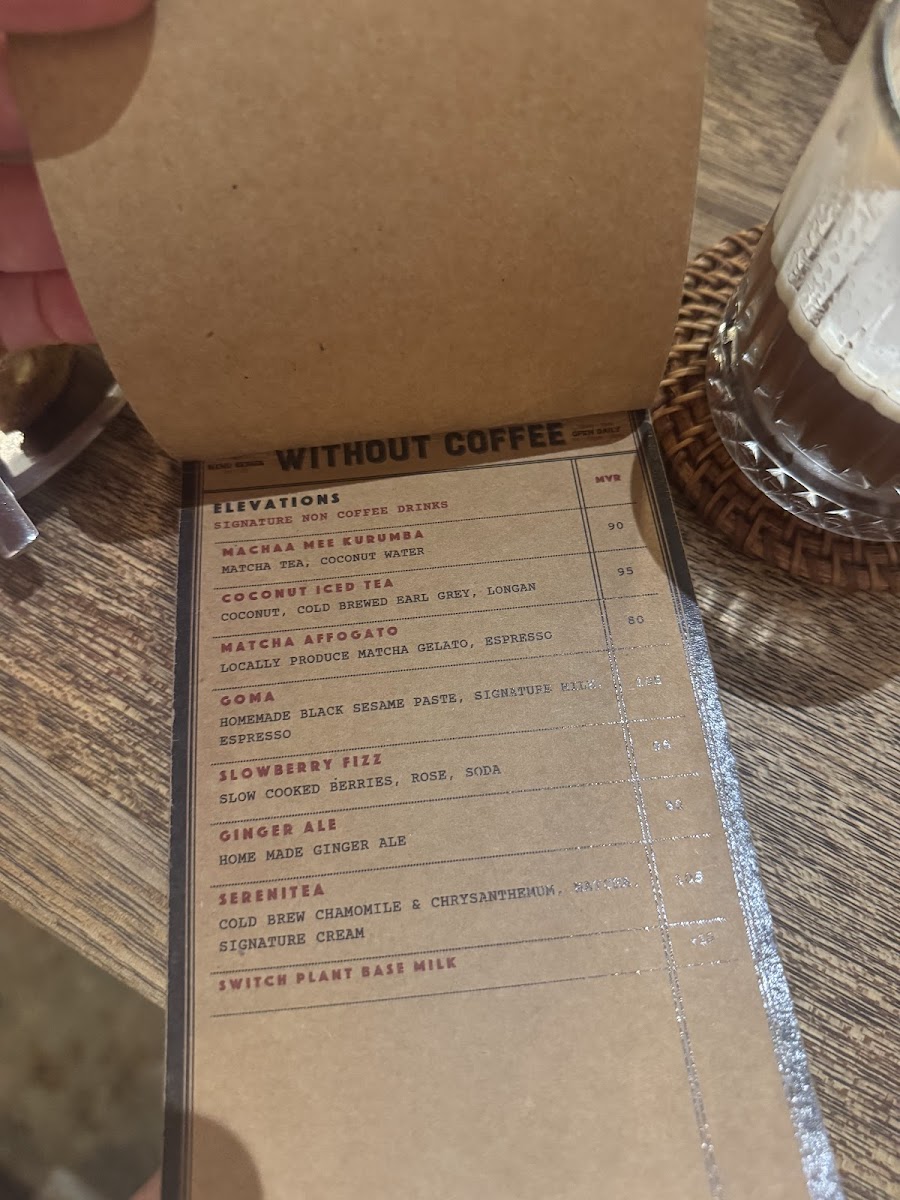 WITHOUT COFFEE
OPEN DAILY
ELEVATIONS
MVR
SIGNATURE NON COFFEE DRINKS
MACHAA MEE KURUMBA
90
MATCHA TEA, COCONUT WATER
COCONUT ICED TEA
95
COCONUT, COLD BREWED EARL GREY, LONGAN
MATCHA AFFOGATO
80
LOCALLY PRODUCE MATCHA GELATO, ESPRESSO
GOMA
HOMEMADE BLACK SESAME PASTE, SIGNATURE MILK,
ESPRESSO
SLOWBERRY FIZZ
SLOW COOKED BERRIES, ROSE, SODA
GINGER ALE
HOME MADE GINGER ALE
SERENITEA
125
COLD BREW CHAMOMILE & CHRYSANTHEMUM,
SIGNATURE CREAM
SWITCH PLANT BASE MILK